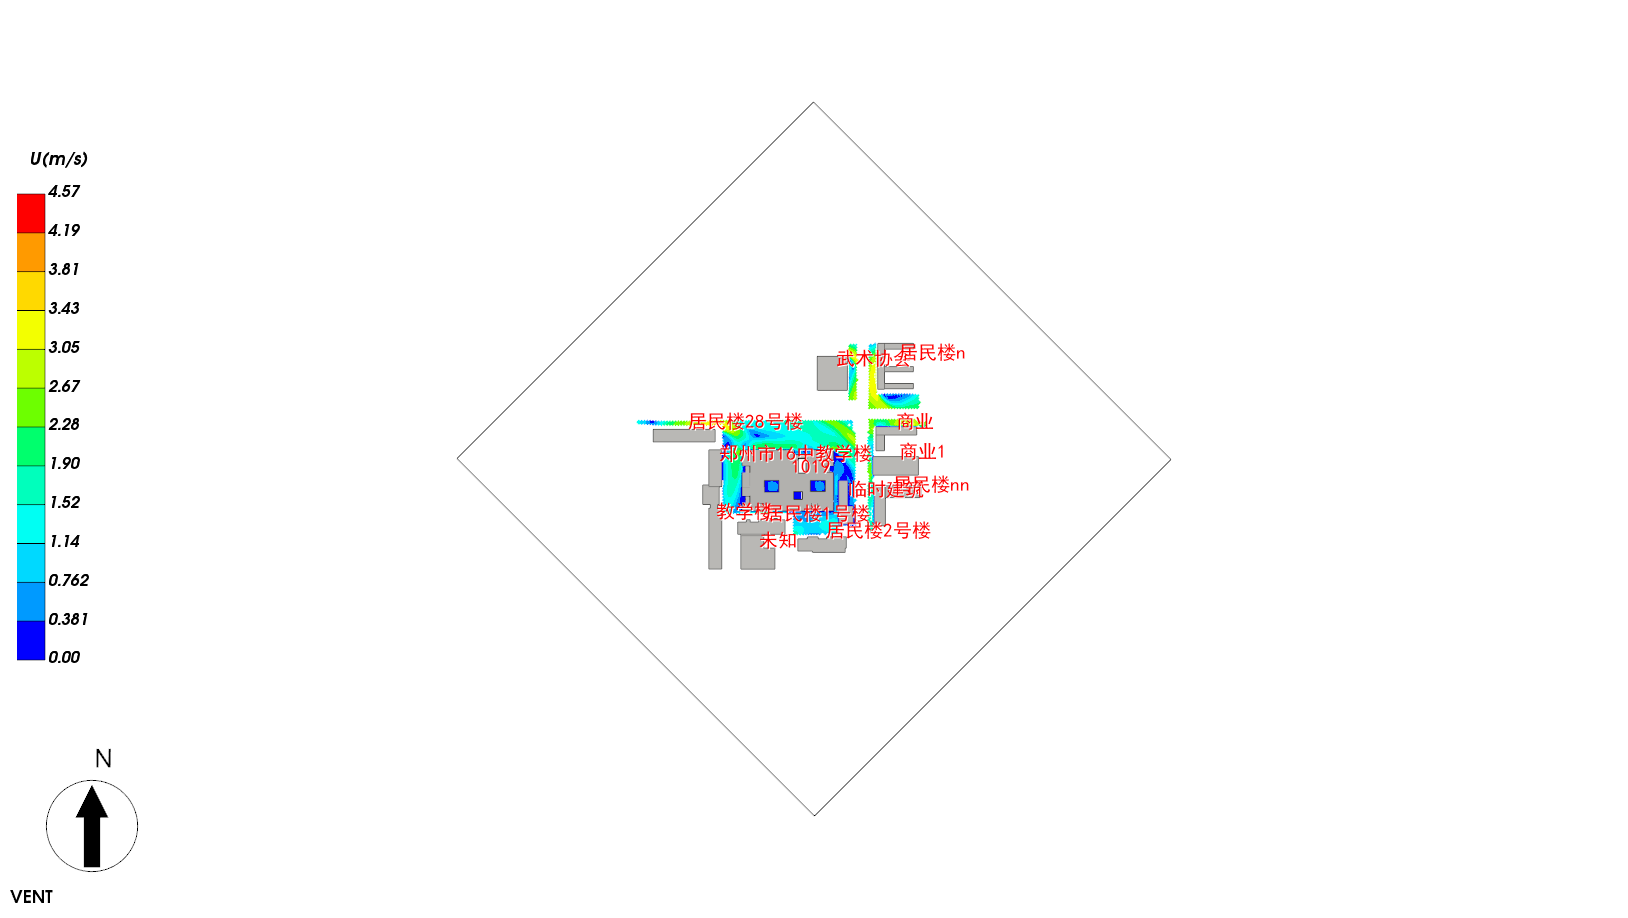 U(m/s)
4.57
4.19
3.81
3.43
3.05
2.67
2.28
1.90
1.52
1.14
0.762
0.381
0.00
武术协会
居民楼n
居民楼28号楼
商业
郑州市16中教学楼
商业1
1019
临时建筑
居民楼nn
教学楼
居民楼1号楼
居民楼2号楼
未知
N
VENT